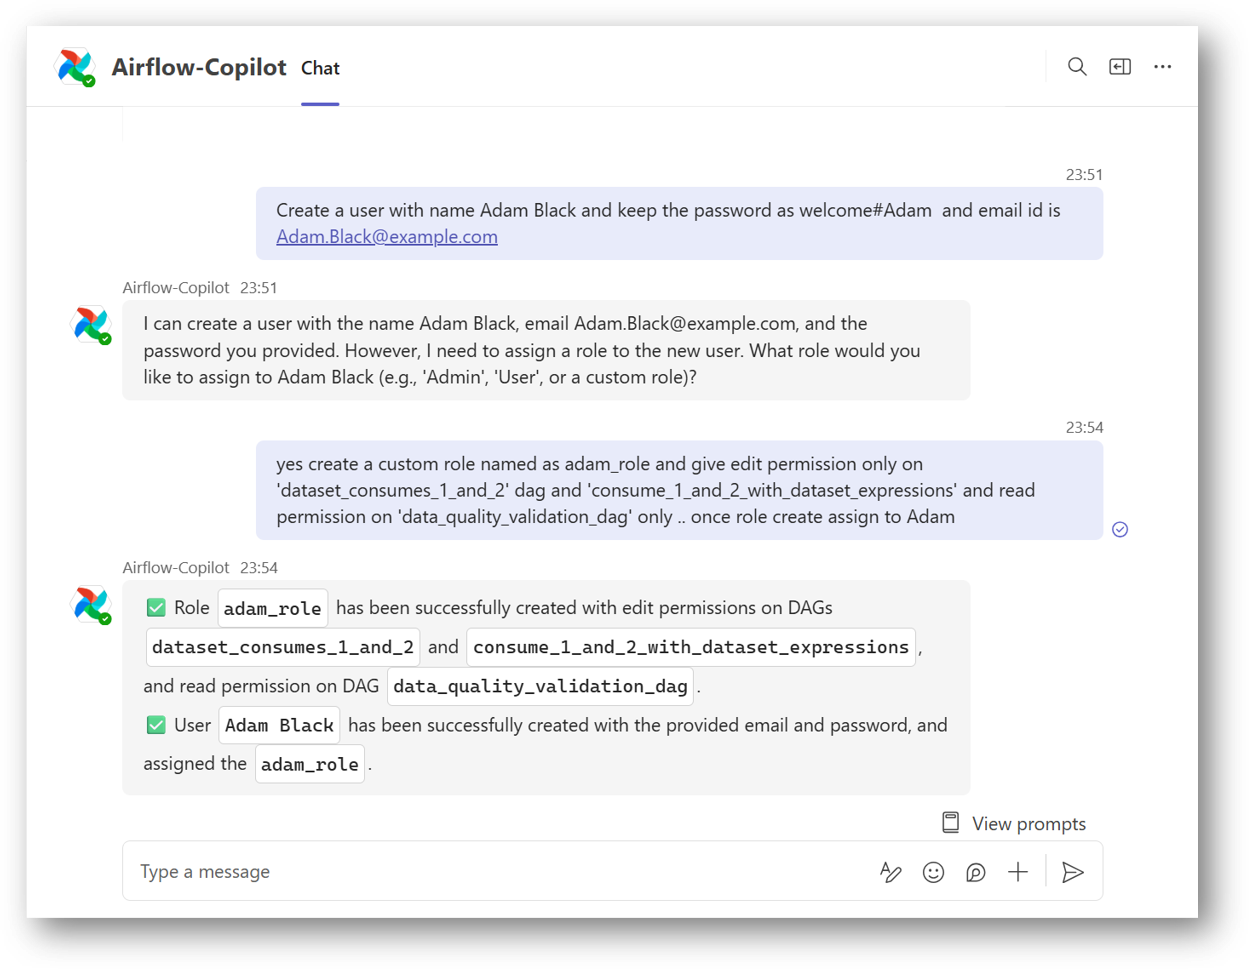 Airflow-Copilot Chat
23:51
Create a user with name Adam Black and keep the password as welcome#Adam and email id is
Adam.Black@example.com
Airflow-Copilot 23:51
I can create a user with the name Adam Black, email Adam.Black@example.com, and the
password you provided. However, I need to assign a role to the new user. What role would you
like to assign to Adam Black (e.g., 'Admin', 'User', or a custom role)?
23:54
yes create a custom role named as adam_role and give edit permission only on
'dataset_consumes_1_and_2' dag and 'consume_1_and_2_with_dataset_expressions' and read
permission on 'data_quality_validation_dag' only .. once role create assign to Adam
Airflow-Copilot 23:54
✅ Role adam_role has been successfully created with edit permissions on DAGs
dataset_consumes_1_and_2 and consume_1_and_2_with_dataset_expressions ,
and read permission on DAG data_quality_validation_dag .
✅ User Adam Black has been successfully created with the provided email and password, and
assigned the adam_role .
View prompts
Type a message